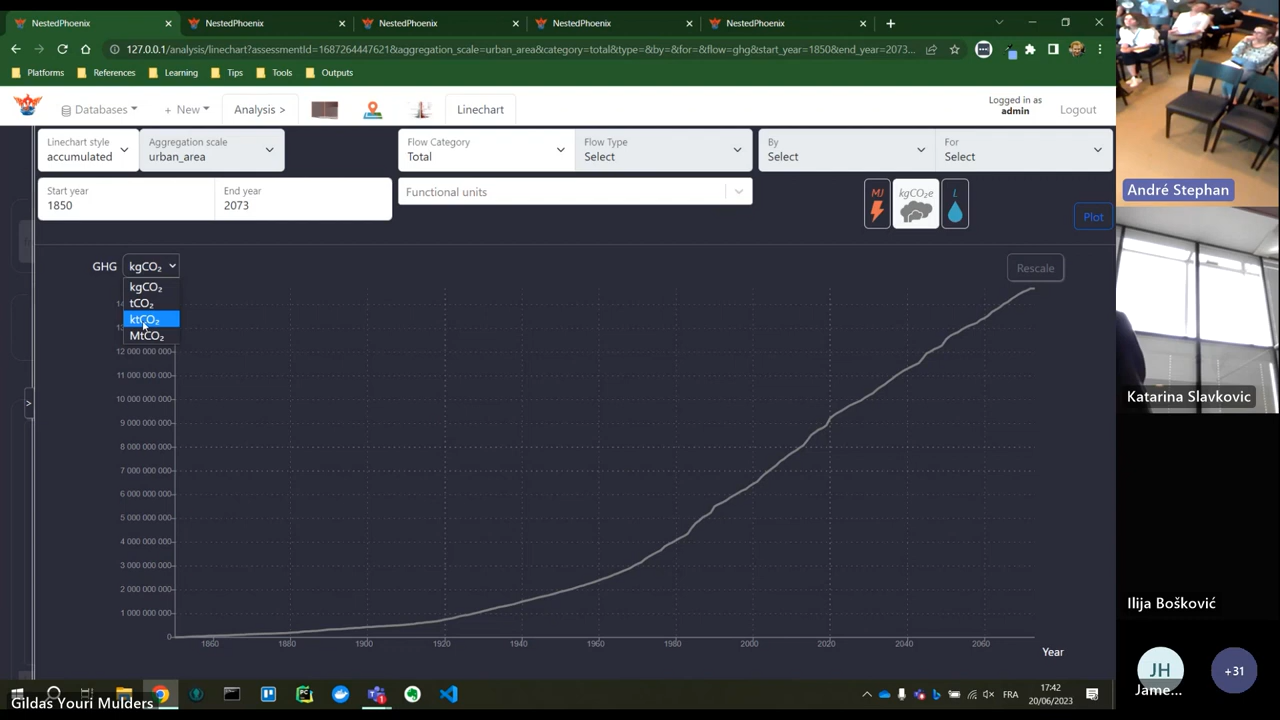 NestedPhoenix
NestedPhoenix
NestedPhoenix
NestedPhoenix
NestedPhoenix
127.0.0.1/analysis/linechart?assessmentId=1687264447621&aggregation_scale=urban_area&category=total&type=&by=&for=&flow=ghg&start_year=1850&end_year=2073...
Platforms
References
Learning
Tips
Tools
Outputs
Databases
+ New
Analysis >
Linechart
Logged in as
admin
Logout
Linechart style
accumulated
Aggregation scale
urban_area
Flow Category
Total
Flow Type
Select
By
Select
For
Select
Start year
1850
End year
2073
Functional units
MJ
kgCO₂e
L
Plot
GHG
kgCO₂
Rescale
kgCO₂
tCO₂
ktCO₂
MtCO₂
12 000 000 000
11 000 000 000
10 000 000 000
9 000 000 000
8 000 000 000
7 000 000 000
6 000 000 000
5 000 000 000
4 000 000 000
3 000 000 000
2 000 000 000
1 000 000 000
0
1860
1880
1900
1920
1940
1960
1980
2000
2020
2040
2060
Year
André Stephan
Katarina Slavkovic
Ilija Bošković
JH
Jame...
+31
Gildas Youri Mulders
FRA
17:42
20/06/2023